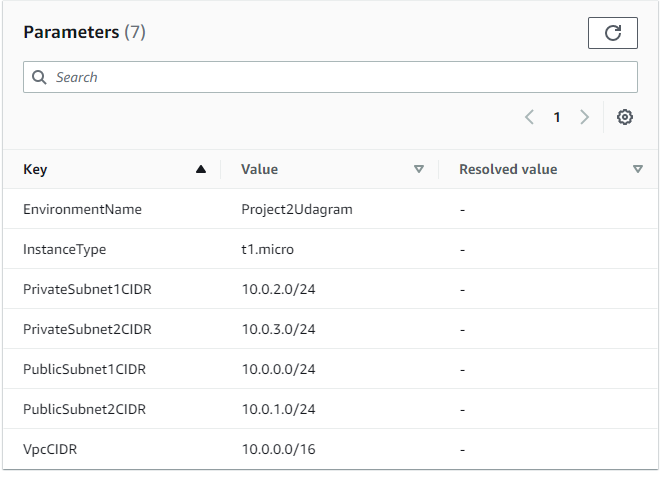 Parameters (7)
Search
1
Key Value Resolved value
EnvironmentName Project2Udagram -
InstanceType t1.micro -
PrivateSubnet1CIDR 10.0.2.0/24 -
PrivateSubnet2CIDR 10.0.3.0/24 -
PublicSubnet1CIDR 10.0.0.0/24 -
PublicSubnet2CIDR 10.0.1.0/24 -
VpcCIDR 10.0.0.0/16 -